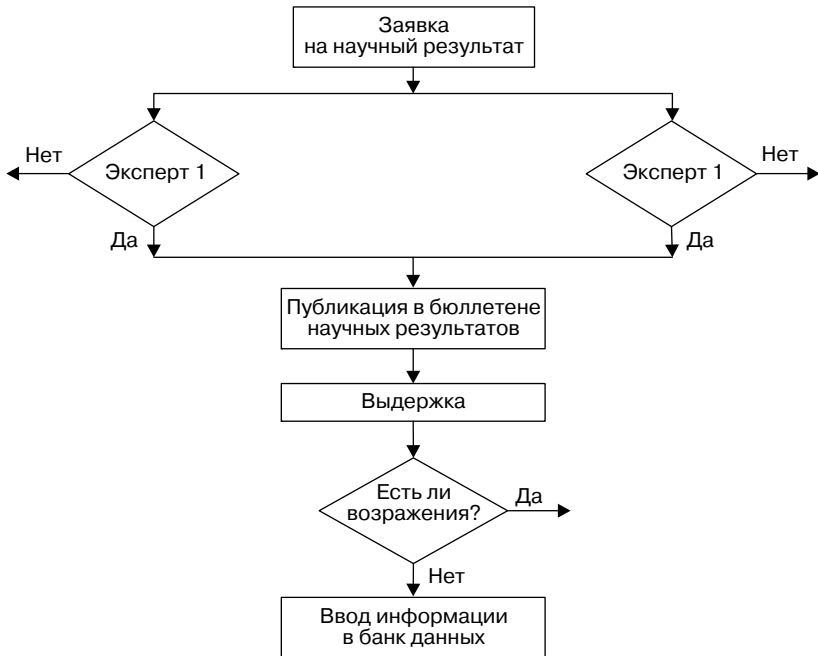 Заявка
на научный результат
Нет
Эксперт 1
Эксперт 1
Нет
Да
Да
Публикация в бюллетене
научных результатов
Выдержка
Есть ли
возражения?
Да
Нет
Ввод информации
в банк данных